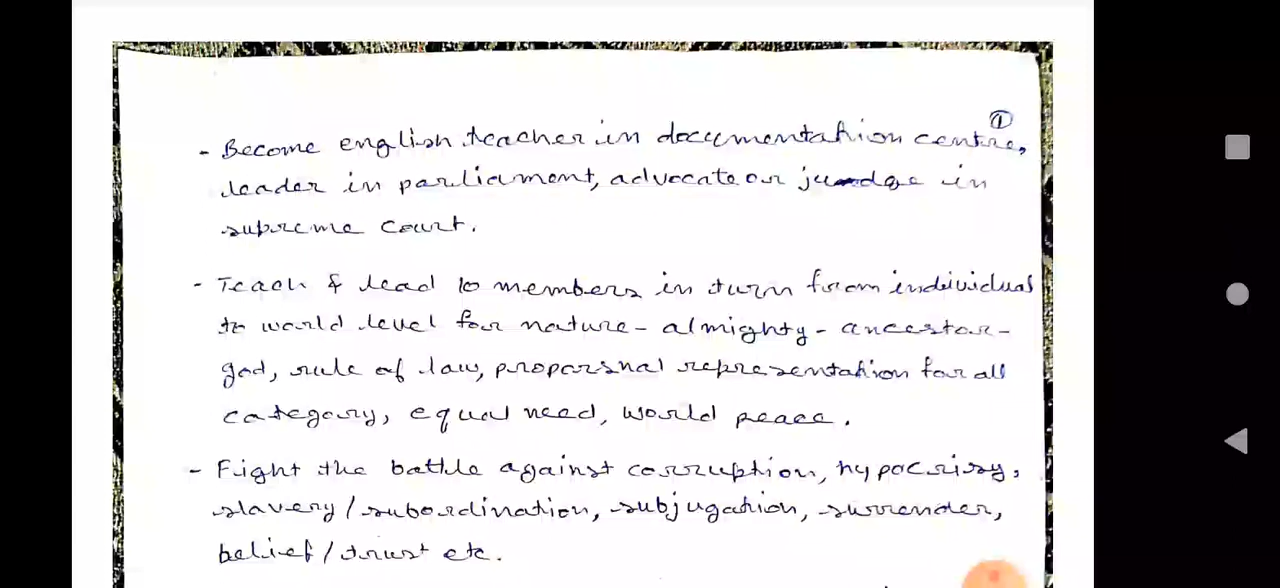 ①
- Become english teacher in documentation centre,
leader in parliament, advocate or judge in
supreme court.
- Teach & lead 10 members in turn from individual
to world level for nature - almighty - ancestor -
god, rule of law, proporsnal representation for all
category, equal need, world peace.
- Fight the battle against corruption, hypocrisy,
slavery/subordination, subjugation, surrender,
belief/trust etc.